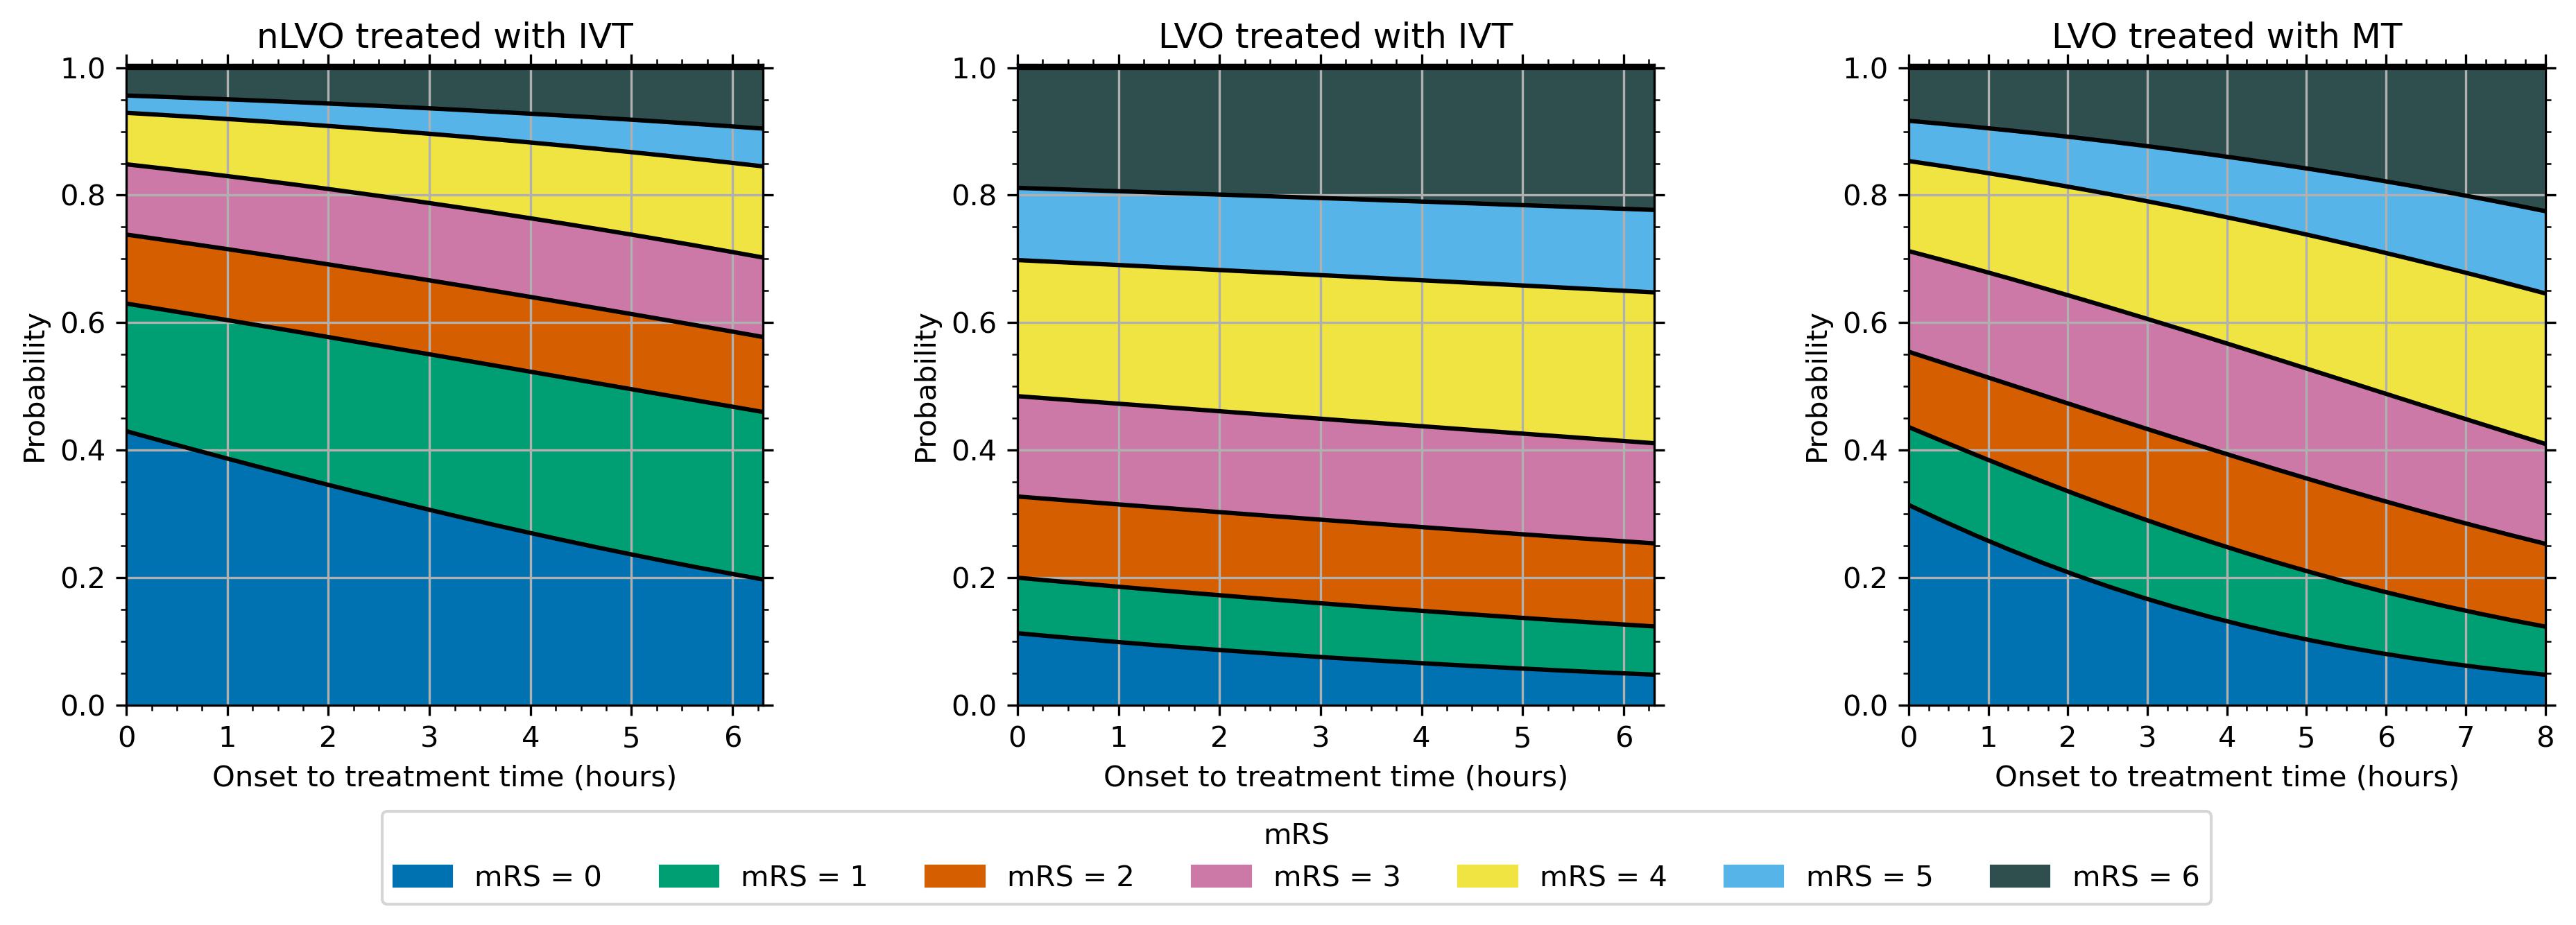 nLVO treated with IVT
LVO treated with IVT
LVO treated with MT
Probability
1.0
0.8
0.6
0.4
0.2
0.0
0 1 2 3 4 5 6
Onset to treatment time (hours)
Probability
1.0
0.8
0.6
0.4
0.2
0.0
0 1 2 3 4 5 6
Onset to treatment time (hours)
Probability
1.0
0.8
0.6
0.4
0.2
0.0
0 1 2 3 4 5 6 7 8
Onset to treatment time (hours)
mRS
mRS = 0 mRS = 1 mRS = 2 mRS = 3 mRS = 4 mRS = 5 mRS = 6